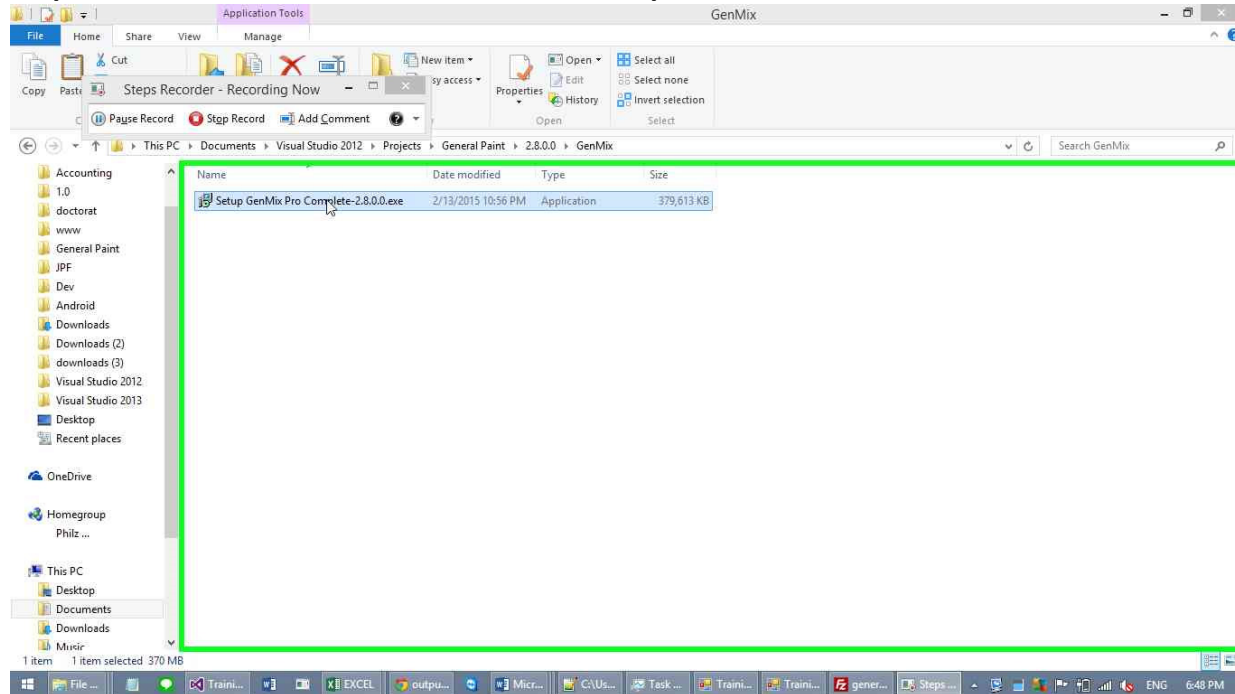 Application Tools
GenMix
File Home Share View Manage
Cut
New item
Open
Select all
sy access
Edit
Select none
Copy
Properties
History
Invert selection
Steps Recorder - Recording Now
Open
Select
Pause Record Stop Record Add Comment
This PC Documents Visual Studio 2012 Projects General Paint 2.8.0.0 GenMix
Search GenMix
Name Date modified Type Size
Setup GenMix Pro Complete-2.8.0.0.exe 2/13/2015 10:56 PM Application 379,613 KB
Accounting
1.0
doctorat
www
General Paint
JPF
Dev
Android
Downloads
Downloads (2)
downloads (3)
Visual Studio 2012
Visual Studio 2013
Desktop
Recent places
OneDrive
Homegroup
Philz ...
This PC
Desktop
Documents
Downloads
Music
1 item 1 item selected 370 MB
File ... Traini... EXCEL outpu... Micr... C:\Us... Task ... Traini... Traini... gener... Steps ... ENG 6:48 PM